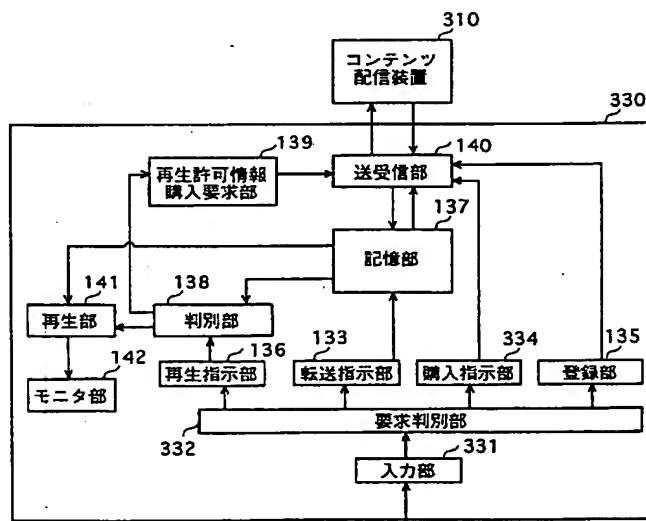 310
コンテンツ
配信装置
330
139
140
再生許可情報
購入要求部
送受信部
137
記憶部
141
138
再生部
判別部
136
133
334
135
142
再生指示部
転送指示部
購入指示部
登録部
モニタ部
要求判別部
332
331
入力部